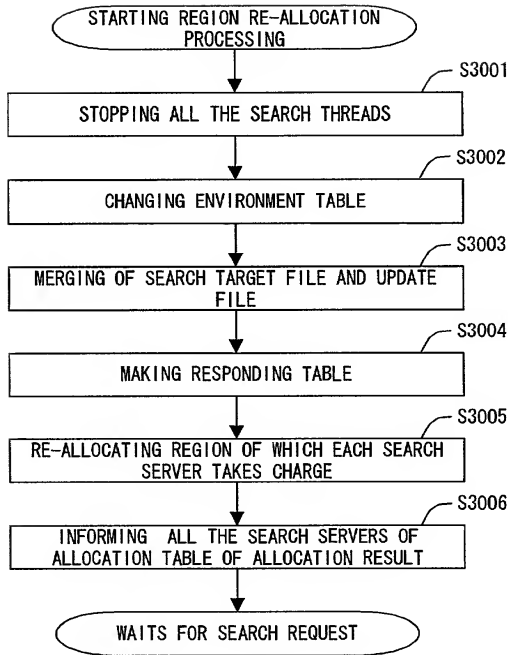 STARTING REGION RE-ALLOCATION
PROCESSING
S3001
STOPPING ALL THE SEARCH THREADS
S3002
CHANGING ENVIRONMENT TABLE
S3003
MERGING OF SEARCH TARGET FILE AND UPDATE
FILE
S3004
MAKING RESPONDING TABLE
S3005
RE-ALLOCATING REGION OF WHICH EACH SEARCH
SERVER TAKES CHARGE
S3006
INFORMING ALL THE SEARCH SERVERS OF
ALLOCATION TABLE OF ALLOCATION RESULT
WAITS FOR SEARCH REQUEST